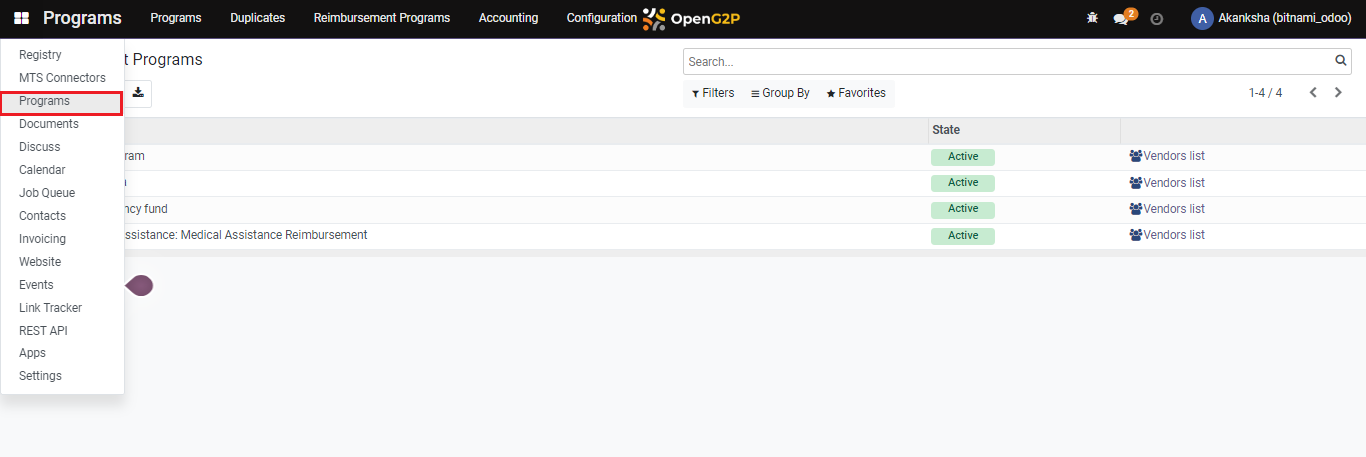 Programs Programs Duplicates Reimbursement Programs Accounting Configuration OpenG2P 2 A Akanksha (bitnami_odoo)
Registry
MTS Connectors
Programs
Documents
Discuss
Calendar
Job Queue
Contacts
Invoicing
Website
Events
Link Tracker
REST API
Apps
Settings
t Programs
Search...
Filters Group By Favorites 1-4 / 4
State
ram Active Vendors list
Active Vendors list
ncy fund Active Vendors list
ssistance: Medical Assistance Reimbursement Active Vendors list